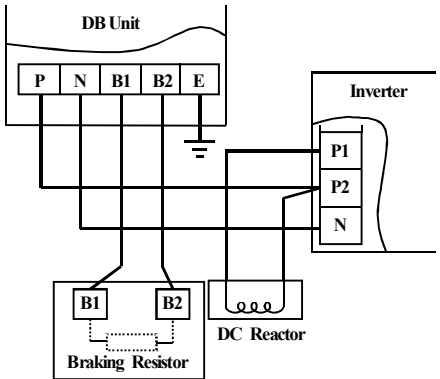 DB Unit
P N B1 B2 E
Inverter
P1
P2
N
B1 B2
Braking Resistor
DC Reactor